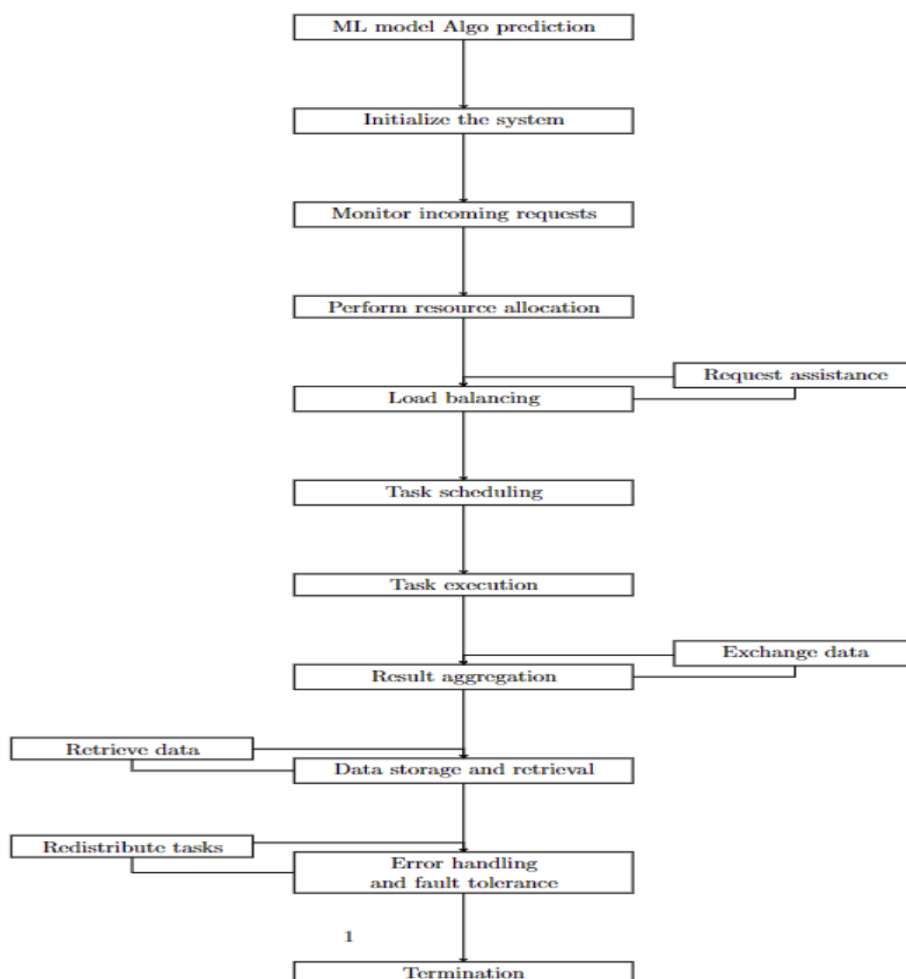 ML model Algo prediction
Initialize the system
Monitor incoming requests
Perform resource allocation
Request assistance
Load balancing
Task scheduling
Task execution
Exchange data
Result aggregation
Retrieve data
Data storage and retrieval
Redistribute tasks
Error handling
and fault tolerance
1
Termination